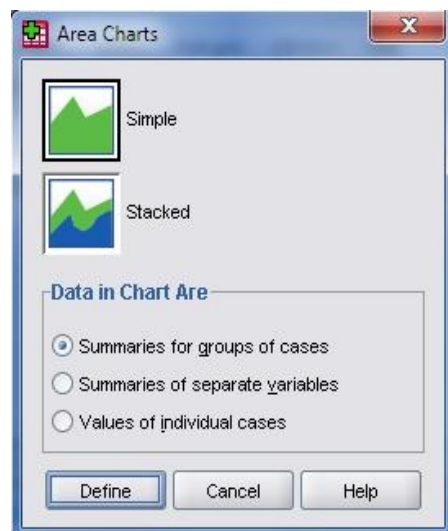 Area Charts
Simple
Stacked
Data in Chart Are
Summaries for groups of cases
Summaries of separate variables
Values of individual cases
Define Cancel Help